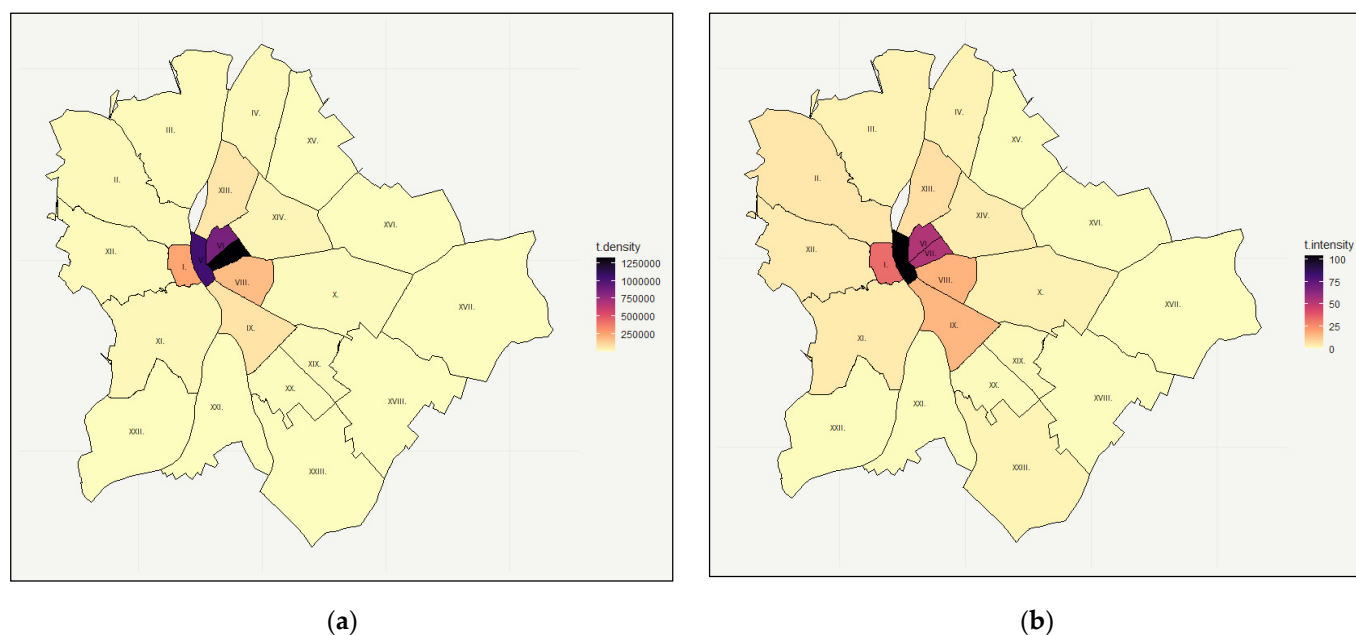 III.
IV.
XV.
II.
XIII.
XIV.
XVI.
XII.
I.
V.
VI.
VIII.
X.
XVII.
XI.
IX.
XIX.
XX.
XVIII.
XXI.
XXII.
XXIII.
t.density
1250000
1000000
750000
500000
250000
(a)
III.
IV.
XV.
II.
XIII.
XIV.
XVI.
XII.
I.
VI.
VII.
VIII.
X.
XVII.
XI.
IX.
XIX.
XX.
XVIII.
XXI.
XXII.
XXIII.
t.intensity
100
75
50
25
0
(b)